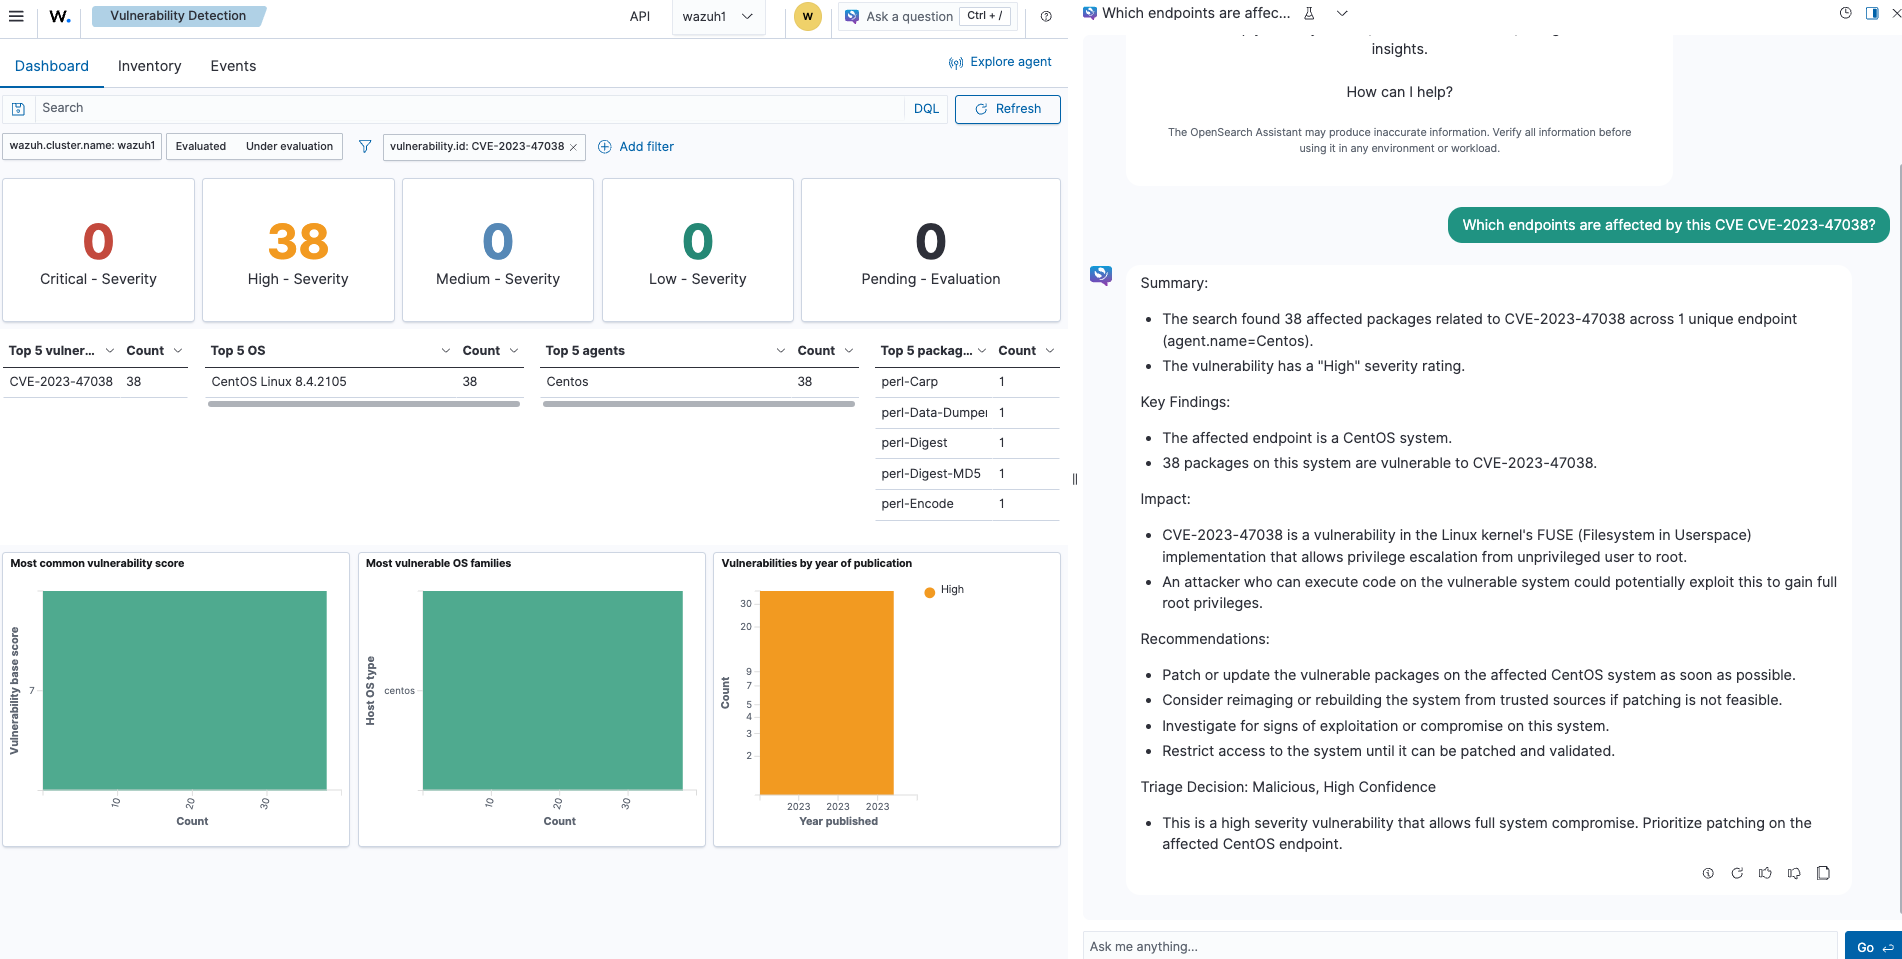 W.
Vulnerability Detection
API
wazuh1
W
Ask a question
Ctrl + /
Dashboard
Inventory
Events
Explore agent
Search
DQL
Refresh
wazuh.cluster.name: wazuh1
Evaluated
Under evaluation
vulnerability.id: CVE-2023-47038
Add filter
0
Critical - Severity
38
High - Severity
0
Medium - Severity
0
Low - Severity
0
Pending - Evaluation
Top 5 vulner... Count
CVE-2023-47038 38
Top 5 OS Count
CentOS Linux 8.4.2105 38
Top 5 agents Count
Centos 38
Top 5 packag... Count
perl-Carp 1
perl-Data-Dumper 1
perl-Digest 1
perl-Digest-MD5 1
perl-Encode 1
Most common vulnerability score
Vulnerability base score
7
10 20 30
Count
Most vulnerable OS families
Host OS type
centos
10 20 30
Count
Vulnerabilities by year of publication
High
Count
30
20
9
7
5
4
3
2
2023 2023 2023
Year published
Which endpoints are affec...
insights.
How can I help?
The OpenSearch Assistant may produce inaccurate information. Verify all information before
using it in any environment or workload.
Which endpoints are affected by this CVE CVE-2023-47038?
Summary:
• The search found 38 affected packages related to CVE-2023-47038 across 1 unique endpoint
(agent.name=Centos).
• The vulnerability has a "High" severity rating.
Key Findings:
• The affected endpoint is a CentOS system.
• 38 packages on this system are vulnerable to CVE-2023-47038.
Impact:
• CVE-2023-47038 is a vulnerability in the Linux kernel's FUSE (Filesystem in Userspace)
implementation that allows privilege escalation from unprivileged user to root.
• An attacker who can execute code on the vulnerable system could potentially exploit this to gain full
root privileges.
Recommendations:
• Patch or update the vulnerable packages on the affected CentOS system as soon as possible.
• Consider reimaging or rebuilding the system from trusted sources if patching is not feasible.
• Investigate for signs of exploitation or compromise on this system.
• Restrict access to the system until it can be patched and validated.
Triage Decision: Malicious, High Confidence
• This is a high severity vulnerability that allows full system compromise. Prioritize patching on the
affected CentOS endpoint.
Ask me anything...
Go